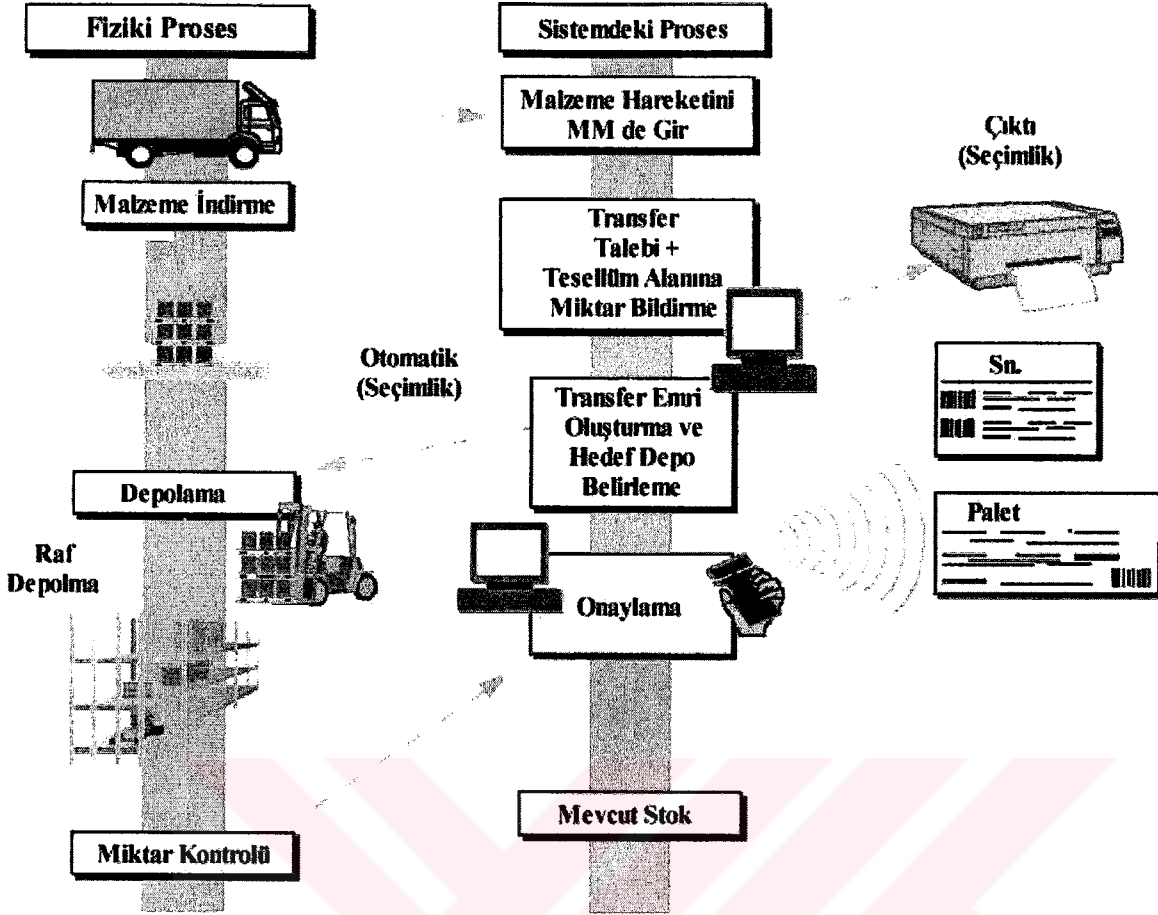 Fiziki Proses
Malzeme İndirme
Otomatik
(Seçimlik)
Depolama
Raf
Depolma
Miktar Kontrolü
Sistemdeki Proses
Malzeme Hareketini
MM de Gir
Transfer
Talebi +
Tesellüm Alanına
Miktar Bildirme
Transfer Emri
Oluşturma ve
Hedef Depo
Belirleme
Onaylama
Mevcut Stok
Çıktı
(Seçimlik)
Sn.
Palet